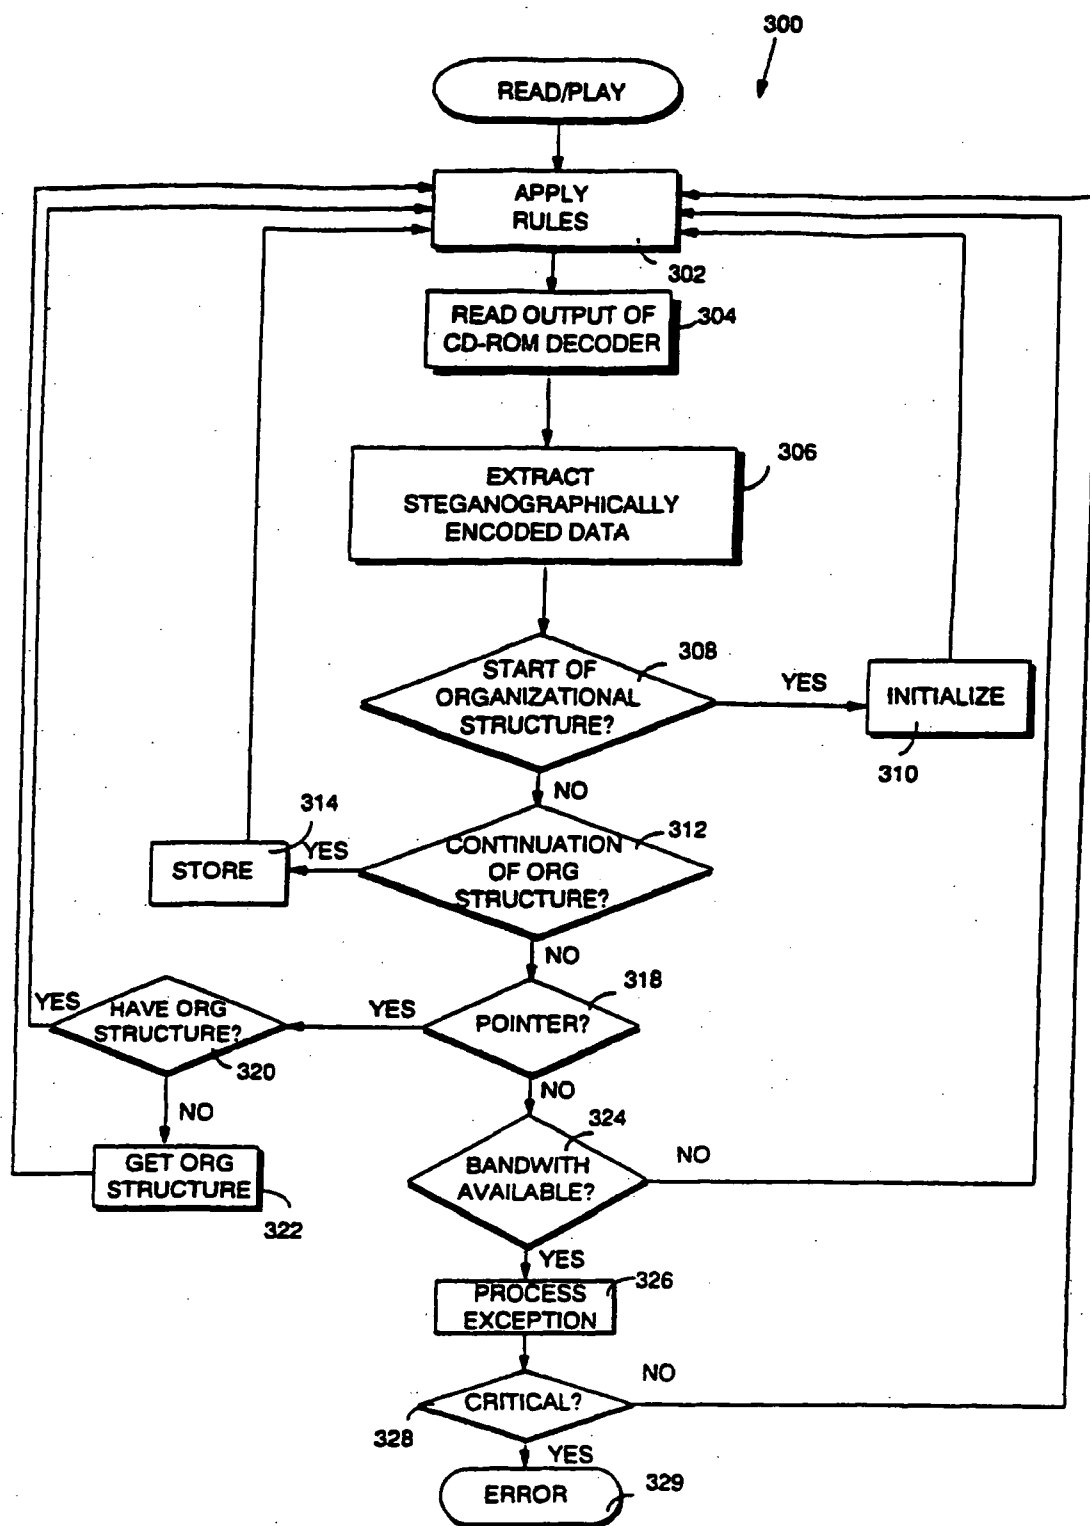 300
READ/PLAY
APPLY
RULES
302
READ OUTPUT OF
CD-ROM DECODER
304
EXTRACT
STEGANOGRAPHICALLY
ENCODED DATA
306
START OF
ORGANIZATIONAL
STRUCTURE?
308
YES
INITIALIZE
310
NO
CONTINUATION
OF ORG
STRUCTURE?
312
YES
314
STORE
NO
POINTER?
318
YES
HAVE ORG
STRUCTURE?
320
YES
NO
GET ORG
STRUCTURE
322
NO
BANDWITH
AVAILABLE?
324
NO
YES
PROCESS
EXCEPTION
326
CRITICAL?
328
NO
YES
ERROR
329